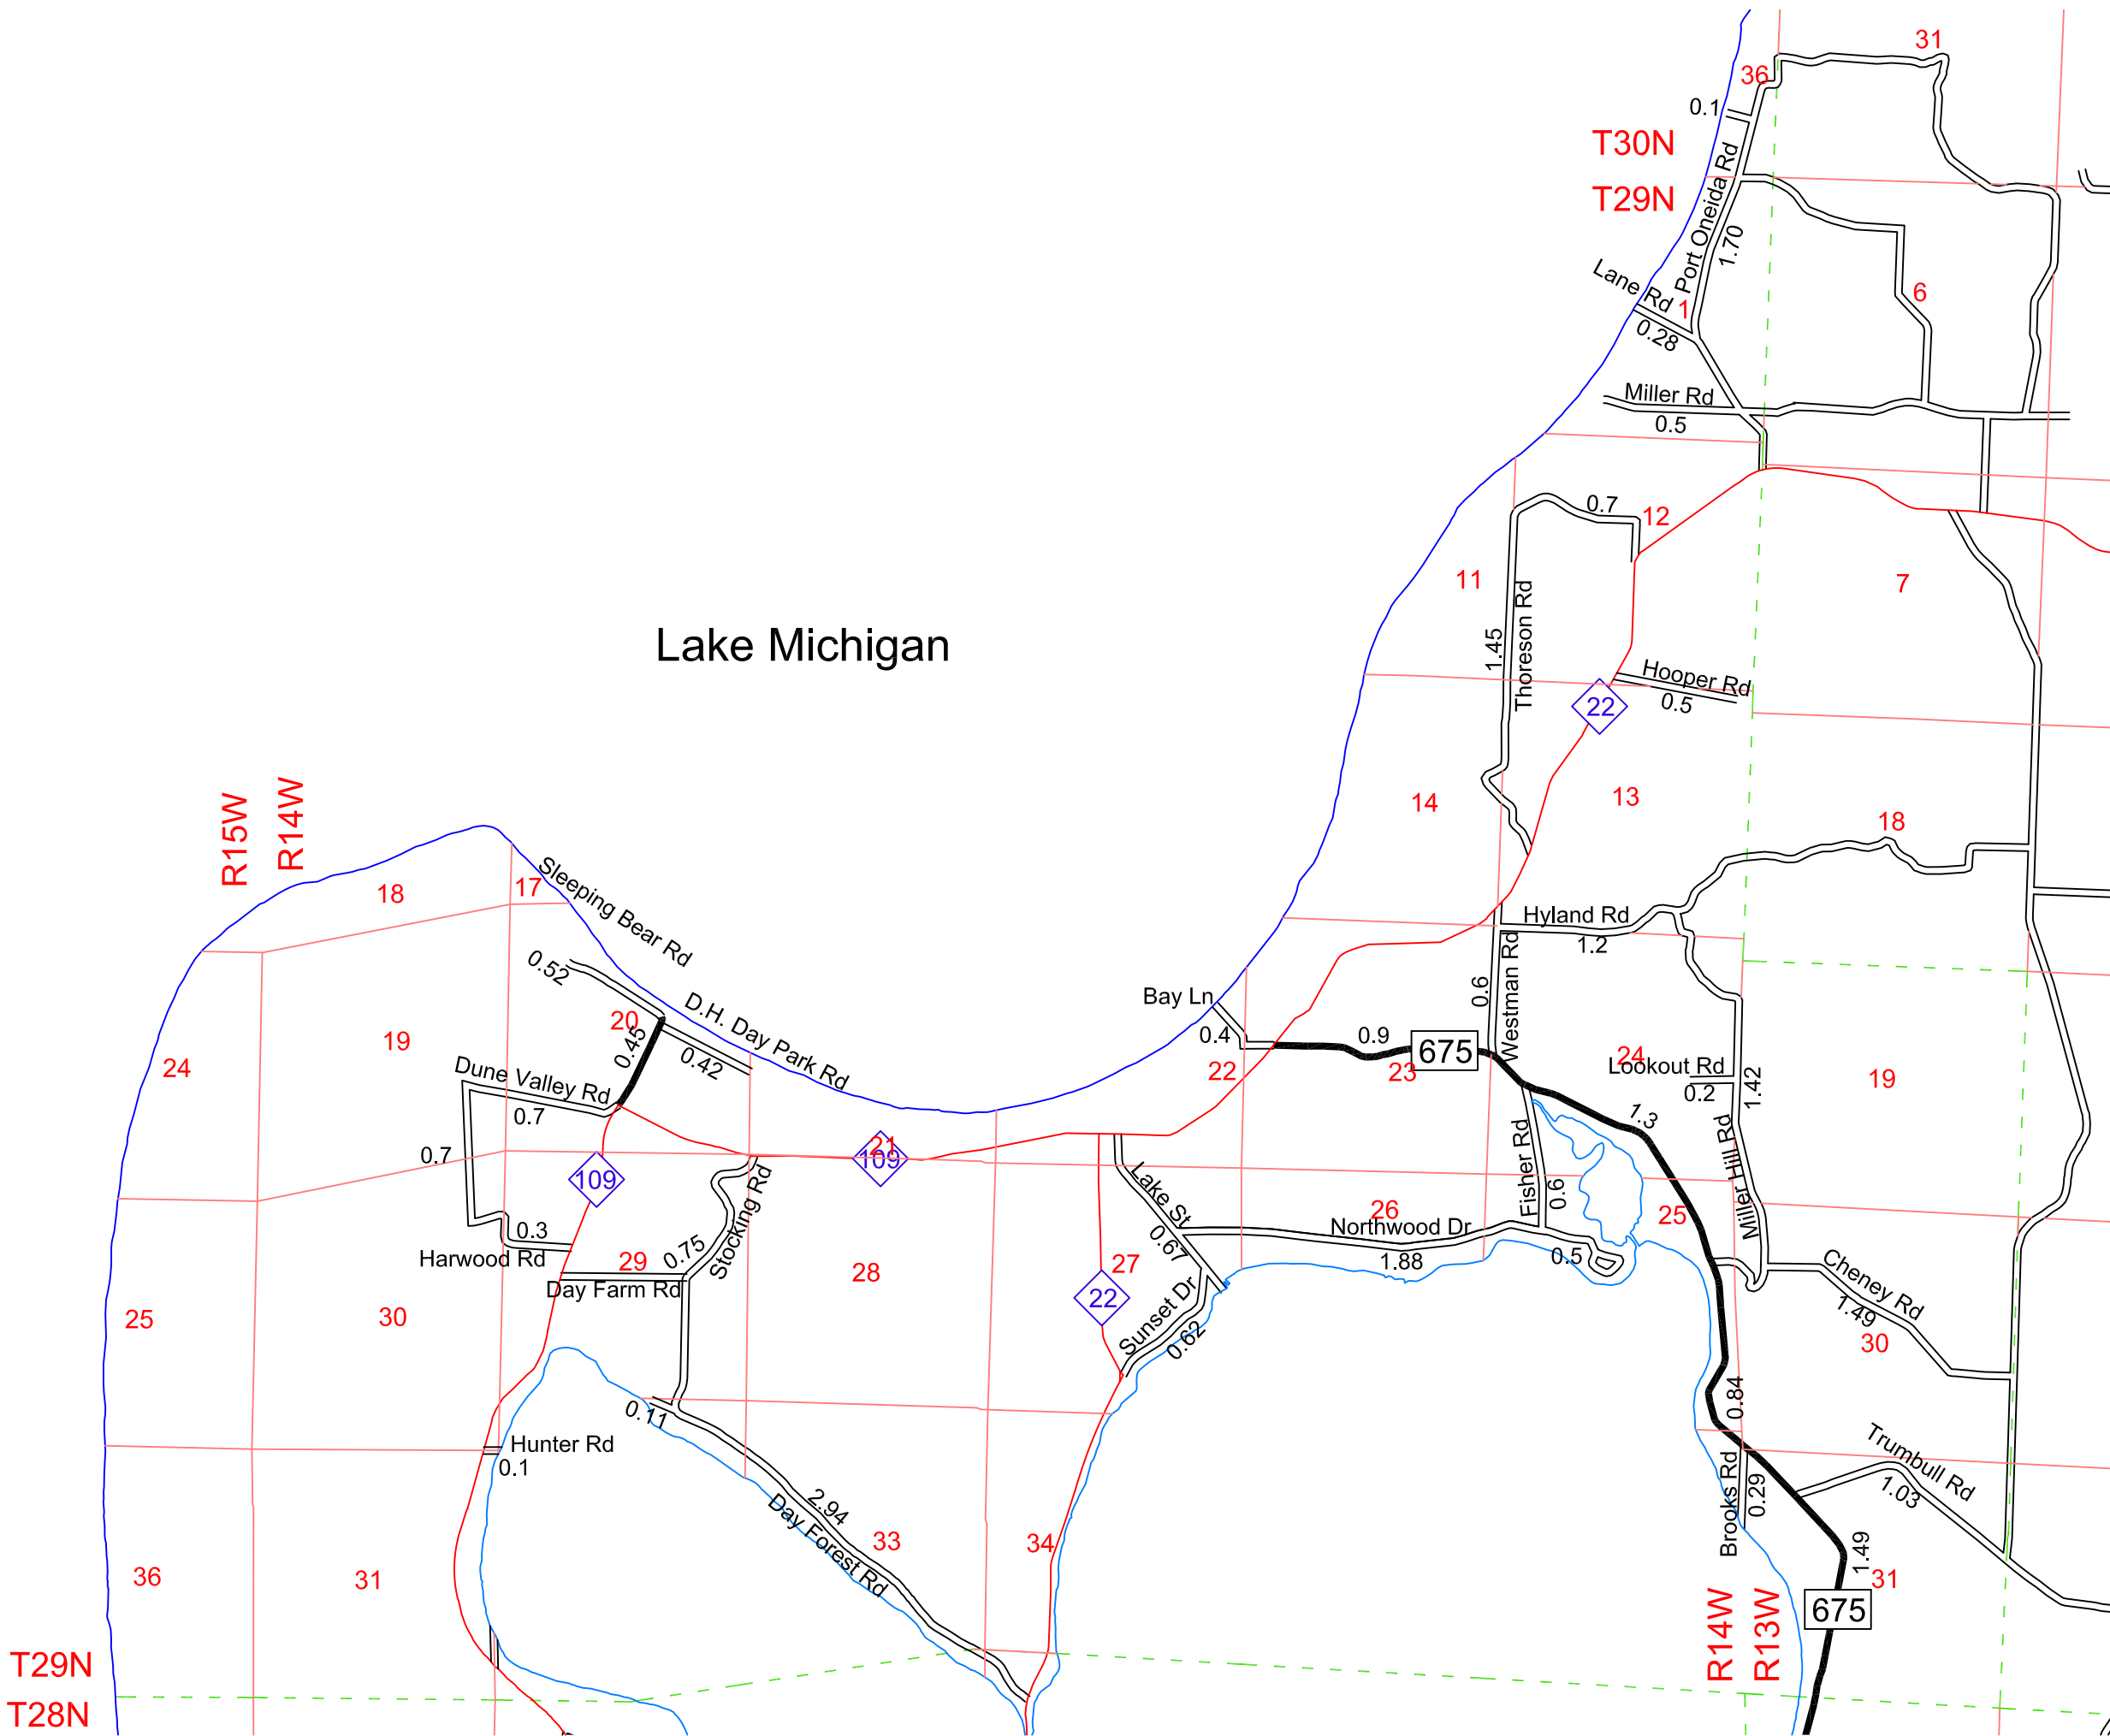 31
36
0.1
T30N
T29N
Port Oneida Rd
1.70
Lane Rd
1
0.28
6
Miller Rd
0.5
0.7
12
11
7
Thoreson Rd
1.45
Lake Michigan
Hooper Rd
0.5
22
R15W
R14W
14
13
18
18
17
Sleeping Bear Rd
0.52
Hyland Rd
1.2
0.6
Westman Rd
D.H. Day Park Rd
Bay Ln
20
0.45
0.42
0.4
0.9
675
19
24
22
23
24
Lookout Rd
0.2
1.42
19
Dune Valley Rd
0.7
1.3
0.7
21
109
109
Stocking Rd
Lake St
0.67
Fisher Rd
0.6
Miller Hill Rd
26
25
Northwood Dr
1.88
0.5
0.3
Harwood Rd
29
0.75
Day Farm Rd
28
27
22
Sunset Dr
0.62
Cheney Rd
1.49
25
30
30
0.84
0.11
Hunter Rd
0.1
Trumbull Rd
1.03
Brooks Rd
0.29
2.94
Day Forest Rd
33
34
1.49
36
31
31
675
R14W
R13W
T29N
T28N